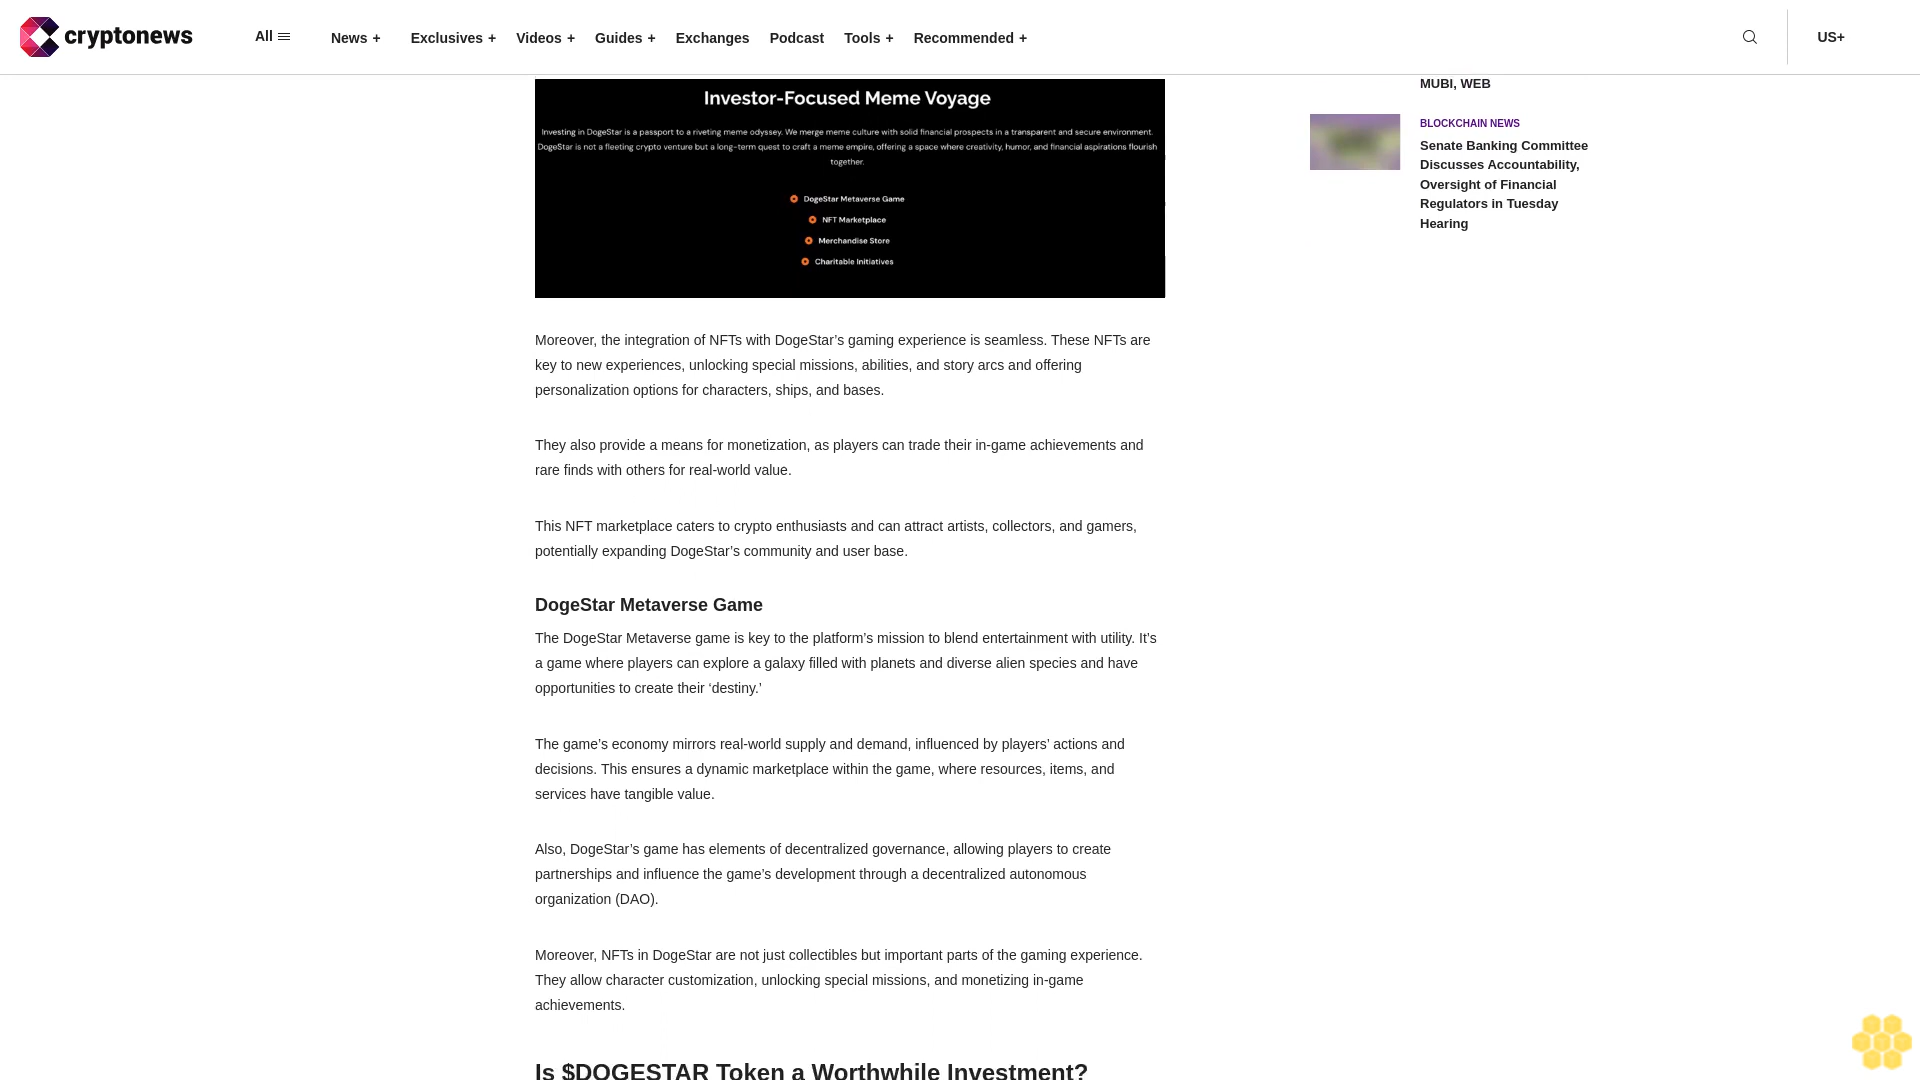 cryptonews
All
News +
Exclusives +
Videos +
Guides +
Exchanges
Podcast
Tools +
Recommended +
US+
Investor-Focused Meme Voyage
Investing in DogeStar is a passport to a riveting meme odyssey. We merge meme culture with solid financial prospects in a transparent and secure environment.
DogeStar is not a fleeting crypto venture but a long-term quest to craft a meme empire, offering a space where creativity, humor, and financial aspirations flourish
together.
DogeStar Metaverse Game
NFT Marketplace
Merchandise Store
Charitable Initiatives
Moreover, the integration of NFTs with DogeStar’s gaming experience is seamless. These NFTs are
key to new experiences, unlocking special missions, abilities, and story arcs and offering
personalization options for characters, ships, and bases.
They also provide a means for monetization, as players can trade their in-game achievements and
rare finds with others for real-world value.
This NFT marketplace caters to crypto enthusiasts and can attract artists, collectors, and gamers,
potentially expanding DogeStar’s community and user base.
DogeStar Metaverse Game
The DogeStar Metaverse game is key to the platform’s mission to blend entertainment with utility. It’s
a game where players can explore a galaxy filled with planets and diverse alien species and have
opportunities to create their ‘destiny.’
The game’s economy mirrors real-world supply and demand, influenced by players’ actions and
decisions. This ensures a dynamic marketplace within the game, where resources, items, and
services have tangible value.
Also, DogeStar’s game has elements of decentralized governance, allowing players to create
partnerships and influence the game’s development through a decentralized autonomous
organization (DAO).
Moreover, NFTs in DogeStar are not just collectibles but important parts of the gaming experience.
They allow character customization, unlocking special missions, and monetizing in-game
achievements.
Is $DOGESTAR Token a Worthwhile Investment?
MUBI, WEB
BLOCKCHAIN NEWS
Senate Banking Committee
Discusses Accountability,
Oversight of Financial
Regulators in Tuesday
Hearing